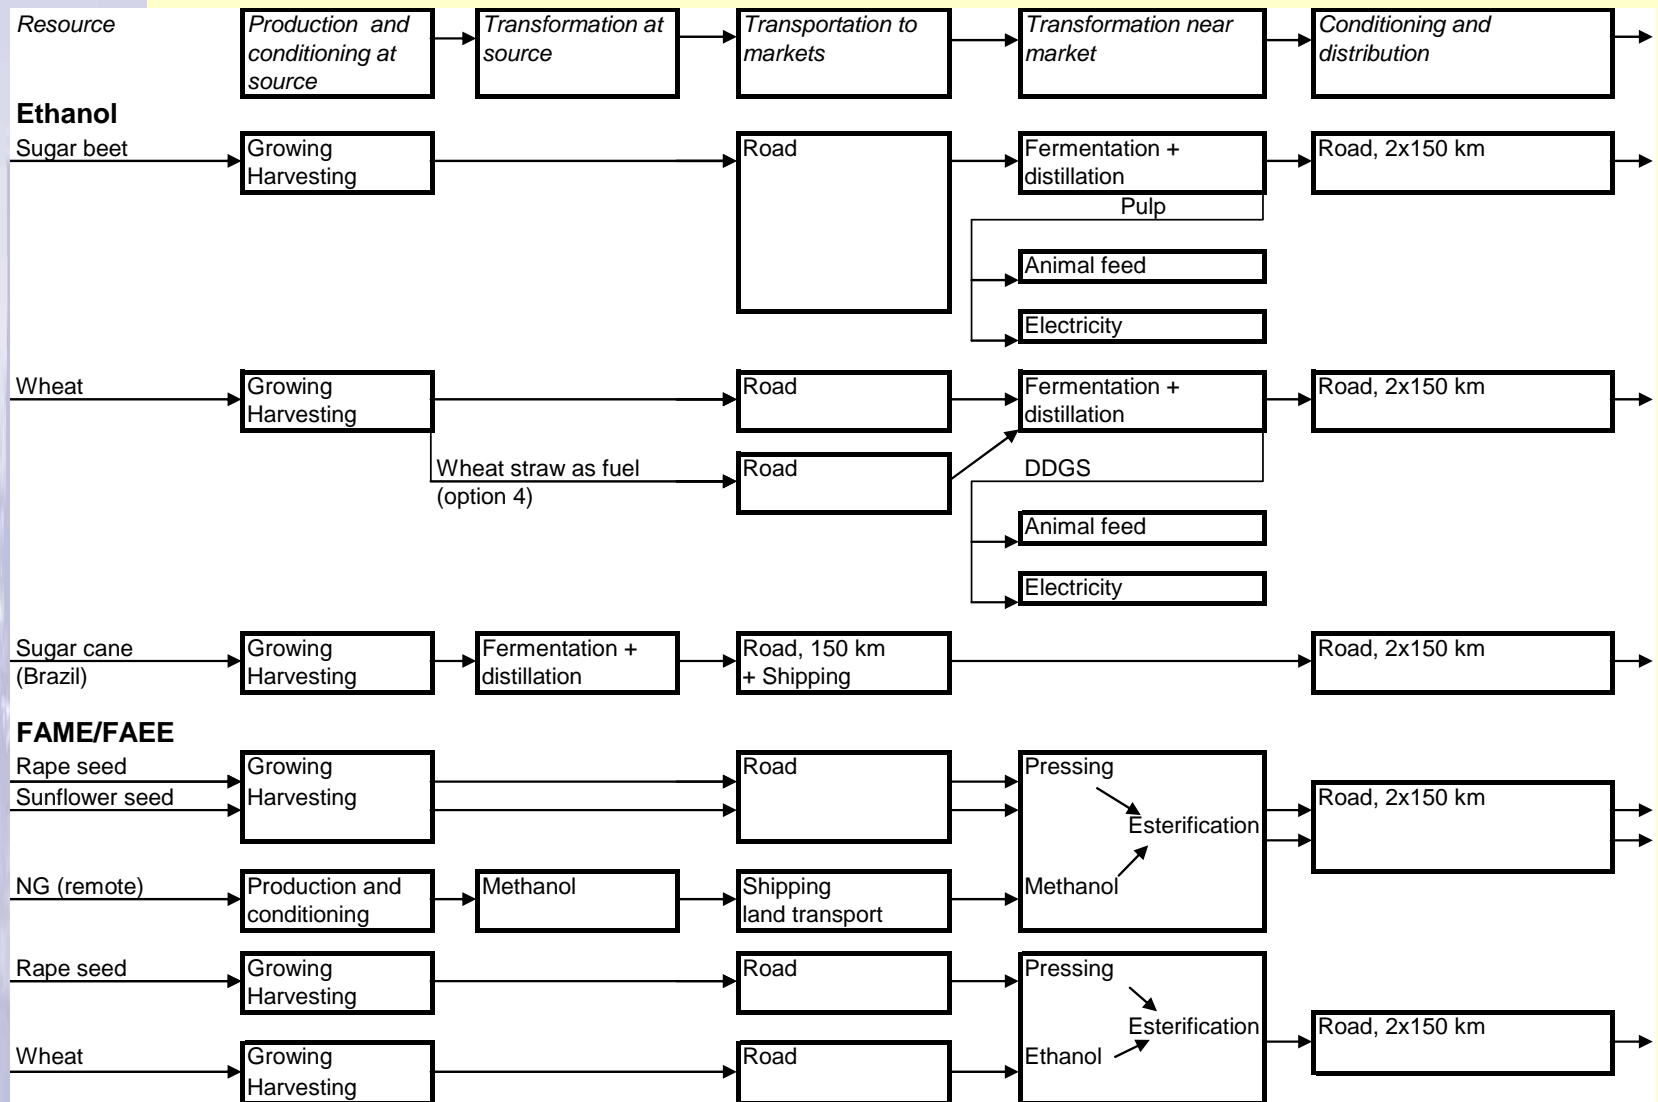 Resource
Production and
conditioning at
source
Transformation at
source
Transportation to
markets
Transformation near
market
Conditioning and
distribution
Ethanol
Sugar beet
Growing
Harvesting
Road
Fermentation +
distillation
Road, 2x150 km
Pulp
Animal feed
Electricity
Wheat
Growing
Harvesting
Road
Fermentation +
distillation
Road, 2x150 km
Wheat straw as fuel
(option 4)
Road
DDGS
Animal feed
Electricity
Sugar cane
(Brazil)
Growing
Harvesting
Fermentation +
distillation
Road, 150 km
+ Shipping
Road, 2x150 km
FAME/FAEE
Rape seed
Sunflower seed
Growing
Harvesting
Road
Pressing
Esterification
Methanol
Road, 2x150 km
NG (remote)
Production and
conditioning
Methanol
Shipping
land transport
Rape seed
Growing
Harvesting
Road
Pressing
Esterification
Ethanol
Road, 2x150 km
Wheat
Growing
Harvesting
Road